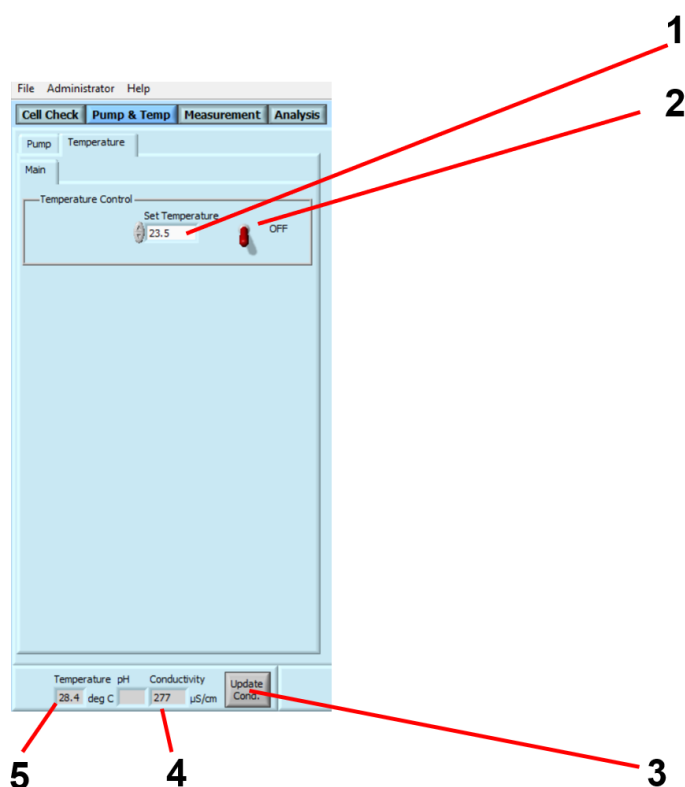 1
2
File Administrator Help
Cell Check Pump & Temp Measurement Analysis
Pump Temperature
Main
Temperature Control
Set Temperature
23.5 OFF
Temperature pH Conductivity
28.4 deg C 277 µS/cm Update Cond.
5 4 3